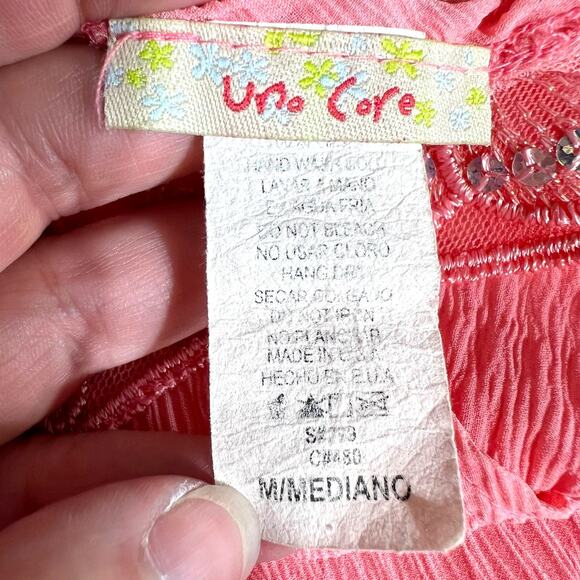 Uno Core
HAND WASH COLD
LAVAR A MANO
EN AGUA FRIA
DO NOT BLEACH
NO USAR CLORO
HANG DRY
SECAR COLGADO
DO NOT IRON
NO PLANCHAR
MADE IN U.S.A
HECHO EN E.U.A
C#480
M/MEDIANO